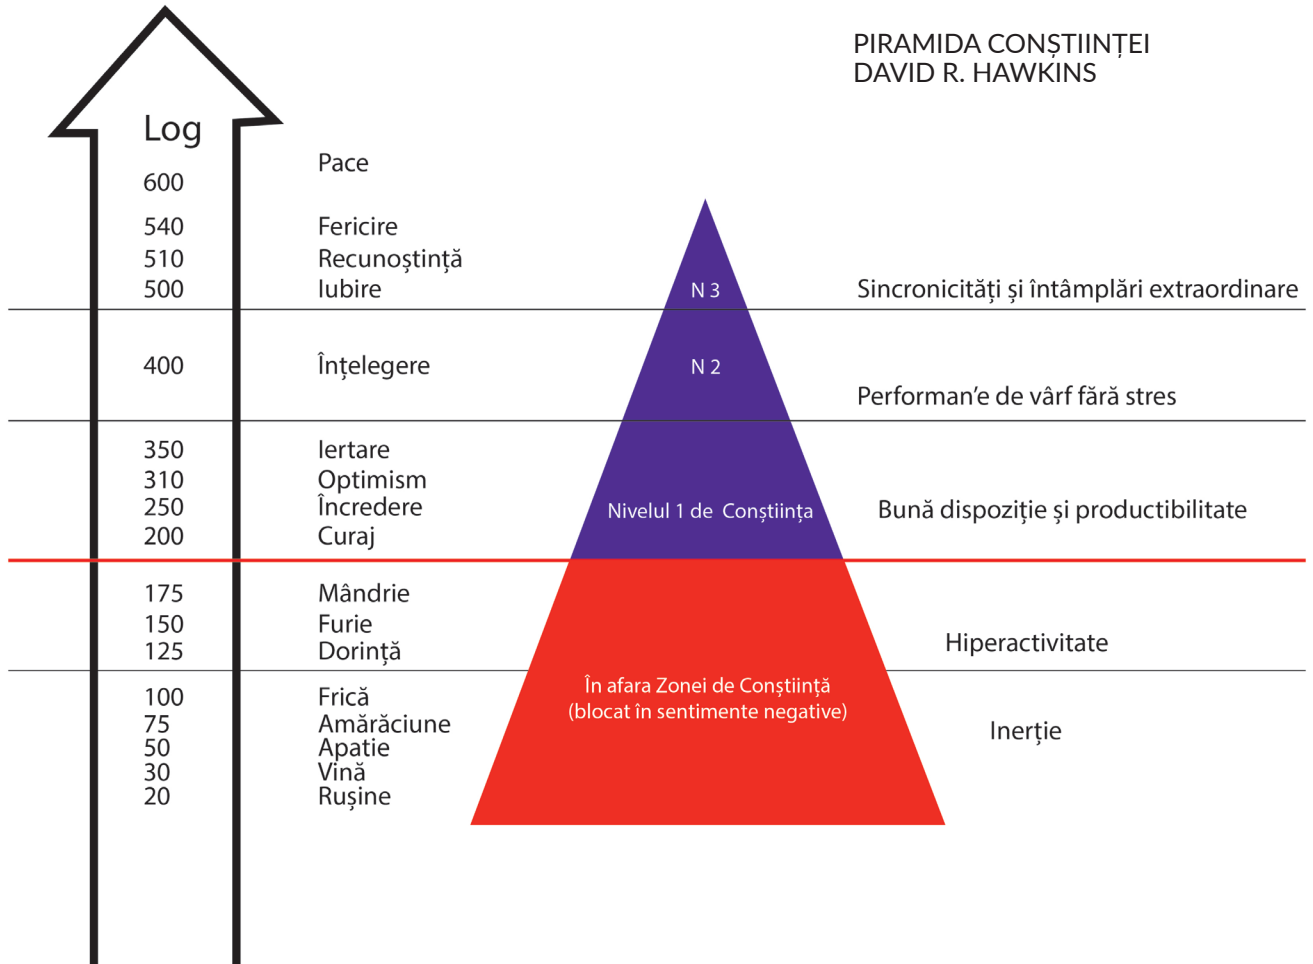 PIRAMIDA CONȘTIINȚEI
DAVID R. HAWKINS
Log
600 Pace
540 Fericire
510 Recunoștință
500 Iubire N 3 Sincronicități și întâmplări extraordinare
400 Înțelegere N 2
Performan'e de vârf fără stres
350 Iertare
310 Optimism
250 Încredere Nivelul 1 de Conștiința Bună dispoziție și productibilitate
200 Curaj
175 Mândrie
150 Furie
125 Dorință Hiperactivitate
În afara Zonei de Conștiință
100 Frică
(blocat în sentimente negative)
75 Amărăciune Inerție
50 Apatie
30 Vină
20 Rușine